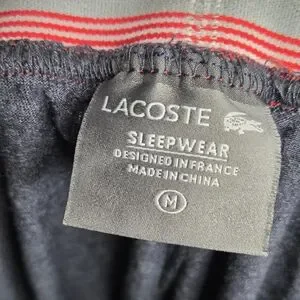 LACOSTE
SLEEPWEAR
DESIGNED IN FRANCE
MADE IN CHINA
M